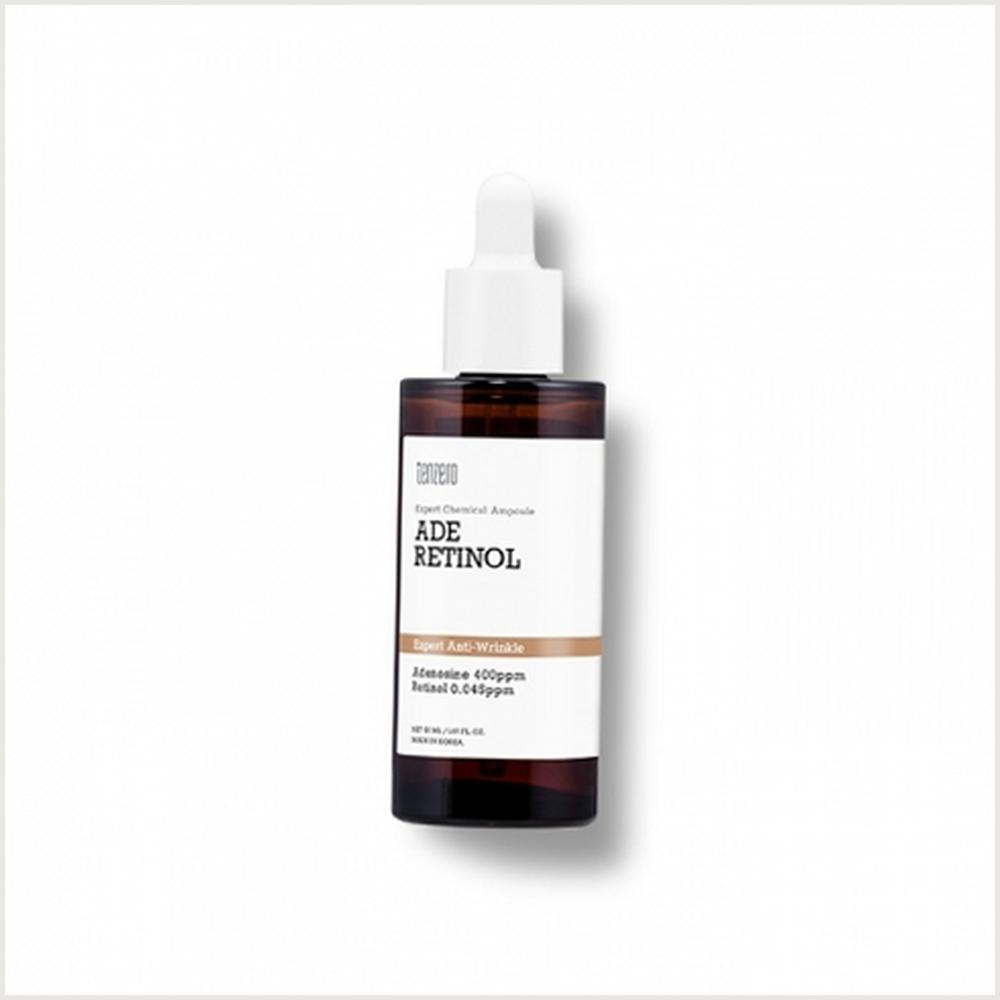 tenzero
Expert Chemical Ampoule
ADE
RETINOL
Expert Anti-Wrinkle
Adenosine 400ppm
Retinol 0.045ppm
MADE IN KOREA